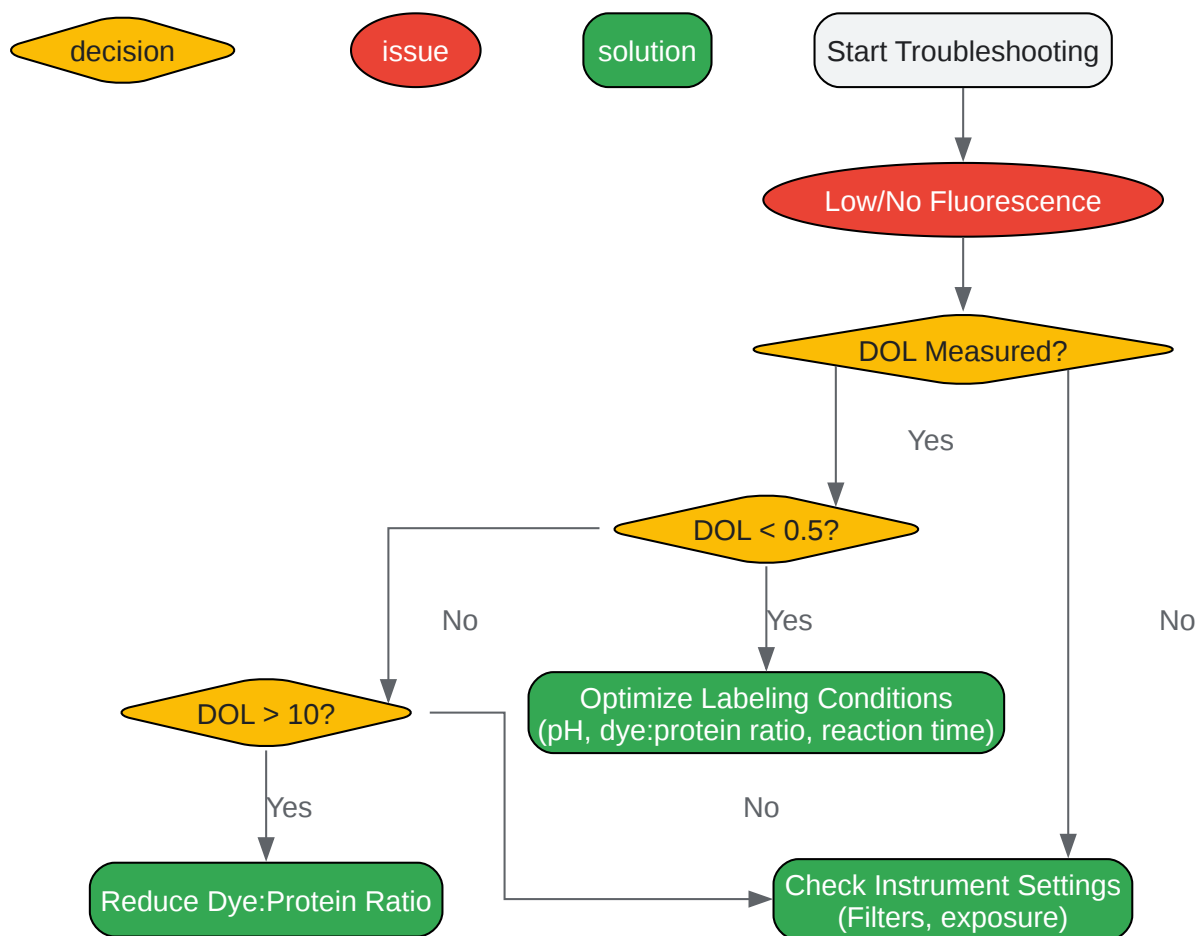 decision
issue
solution
Start Troubleshooting
Low/No Fluorescence
DOL Measured?
Yes
DOL < 0.5?
No
Yes
No
Optimize Labeling Conditions
(pH, dye:protein ratio, reaction time)
DOL > 10?
Yes
No
Reduce Dye:Protein Ratio
Check Instrument Settings
(Filters, exposure)